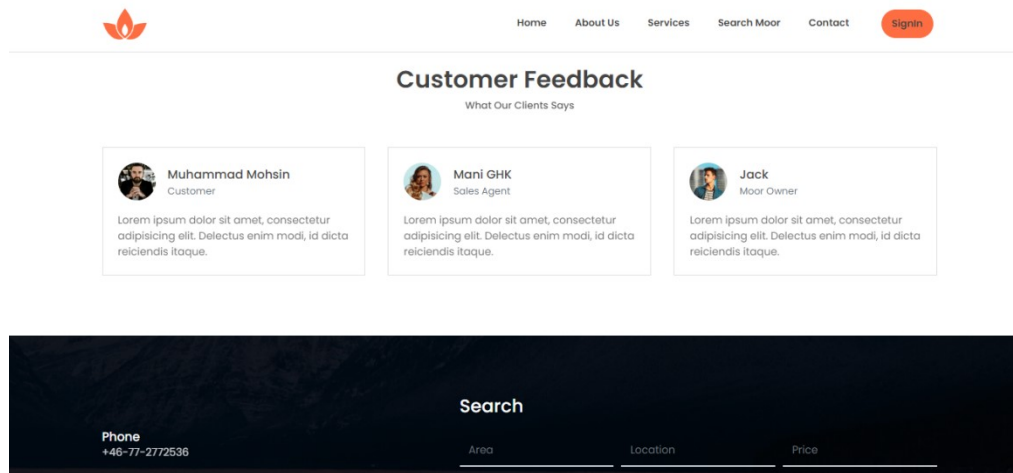 Home About Us Services Search Moor Contact SignIn
Customer Feedback
What Our Clients Says
Muhammad Mohsin
Customer
Lorem ipsum dolor sit amet, consectetur
adipisicing elit. Delectus enim modi, id dicta
reiciendis itaque.
Mani GHK
Sales Agent
Lorem ipsum dolor sit amet, consectetur
adipisicing elit. Delectus enim modi, id dicta
reiciendis itaque.
Jack
Moor Owner
Lorem ipsum dolor sit amet, consectetur
adipisicing elit. Delectus enim modi, id dicta
reiciendis itaque.
Phone
+46-77-2772536
Search
Area Location Price